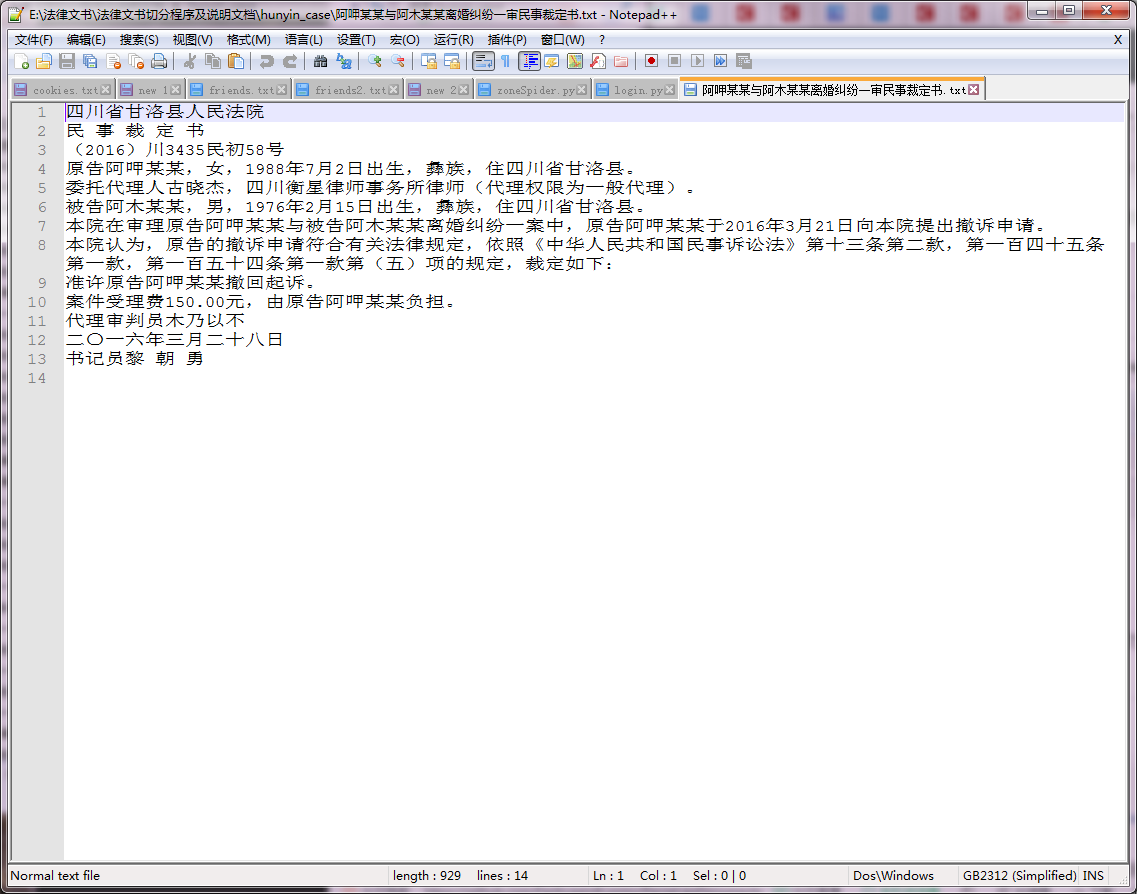 E:\法律文书\法律文书切分程序及说明文档\hunyin_case\阿呷某某与阿木某某离婚纠纷一审民事裁定书.txt - Notepad++
文件(F) 编辑(E) 搜索(S) 视图(V) 格式(M) 语言(L) 设置(T) 宏(O) 运行(R) 插件(P) 窗口(W) ? X
cookies.txt new 1 friends.txt friends2.txt new 2 zoneSpider.py login.py 阿呷某某与阿木某某离婚纠纷一审民事裁定书.txt
1 四川省甘洛县人民法院
2 民 事 裁 定 书
3 （2016）川3435民初58号
4 原告阿呷某某，女，1988年7月2日出生，彝族，住四川省甘洛县。
5 委托代理人古晓杰，四川衡星律师事务所律师（代理权限为一般代理）。
6 被告阿木某某，男，1976年2月15日出生，彝族，住四川省甘洛县。
7 本院在审理原告阿呷某某与被告阿木某某离婚纠纷一案中，原告阿呷某某于2016年3月21日向本院提出撤诉申请。
8 本院认为，原告的撤诉申请符合有关法律规定，依照《中华人民共和国民事诉讼法》第十三条第二款，第一百四十五条
第一款，第一百五十四条第一款第（五）项的规定，裁定如下：
9 准许原告阿呷某某撤回起诉。
10 案件受理费150.00元，由原告阿呷某某负担。
11 代理审判员木乃以不
12 二〇一六年三月二十八日
13 书记员黎 朝 勇
14
Normal text file length : 929 lines : 14 Ln : 1 Col : 1 Sel : 0 | 0 Dos\Windows GB2312 (Simplified) INS